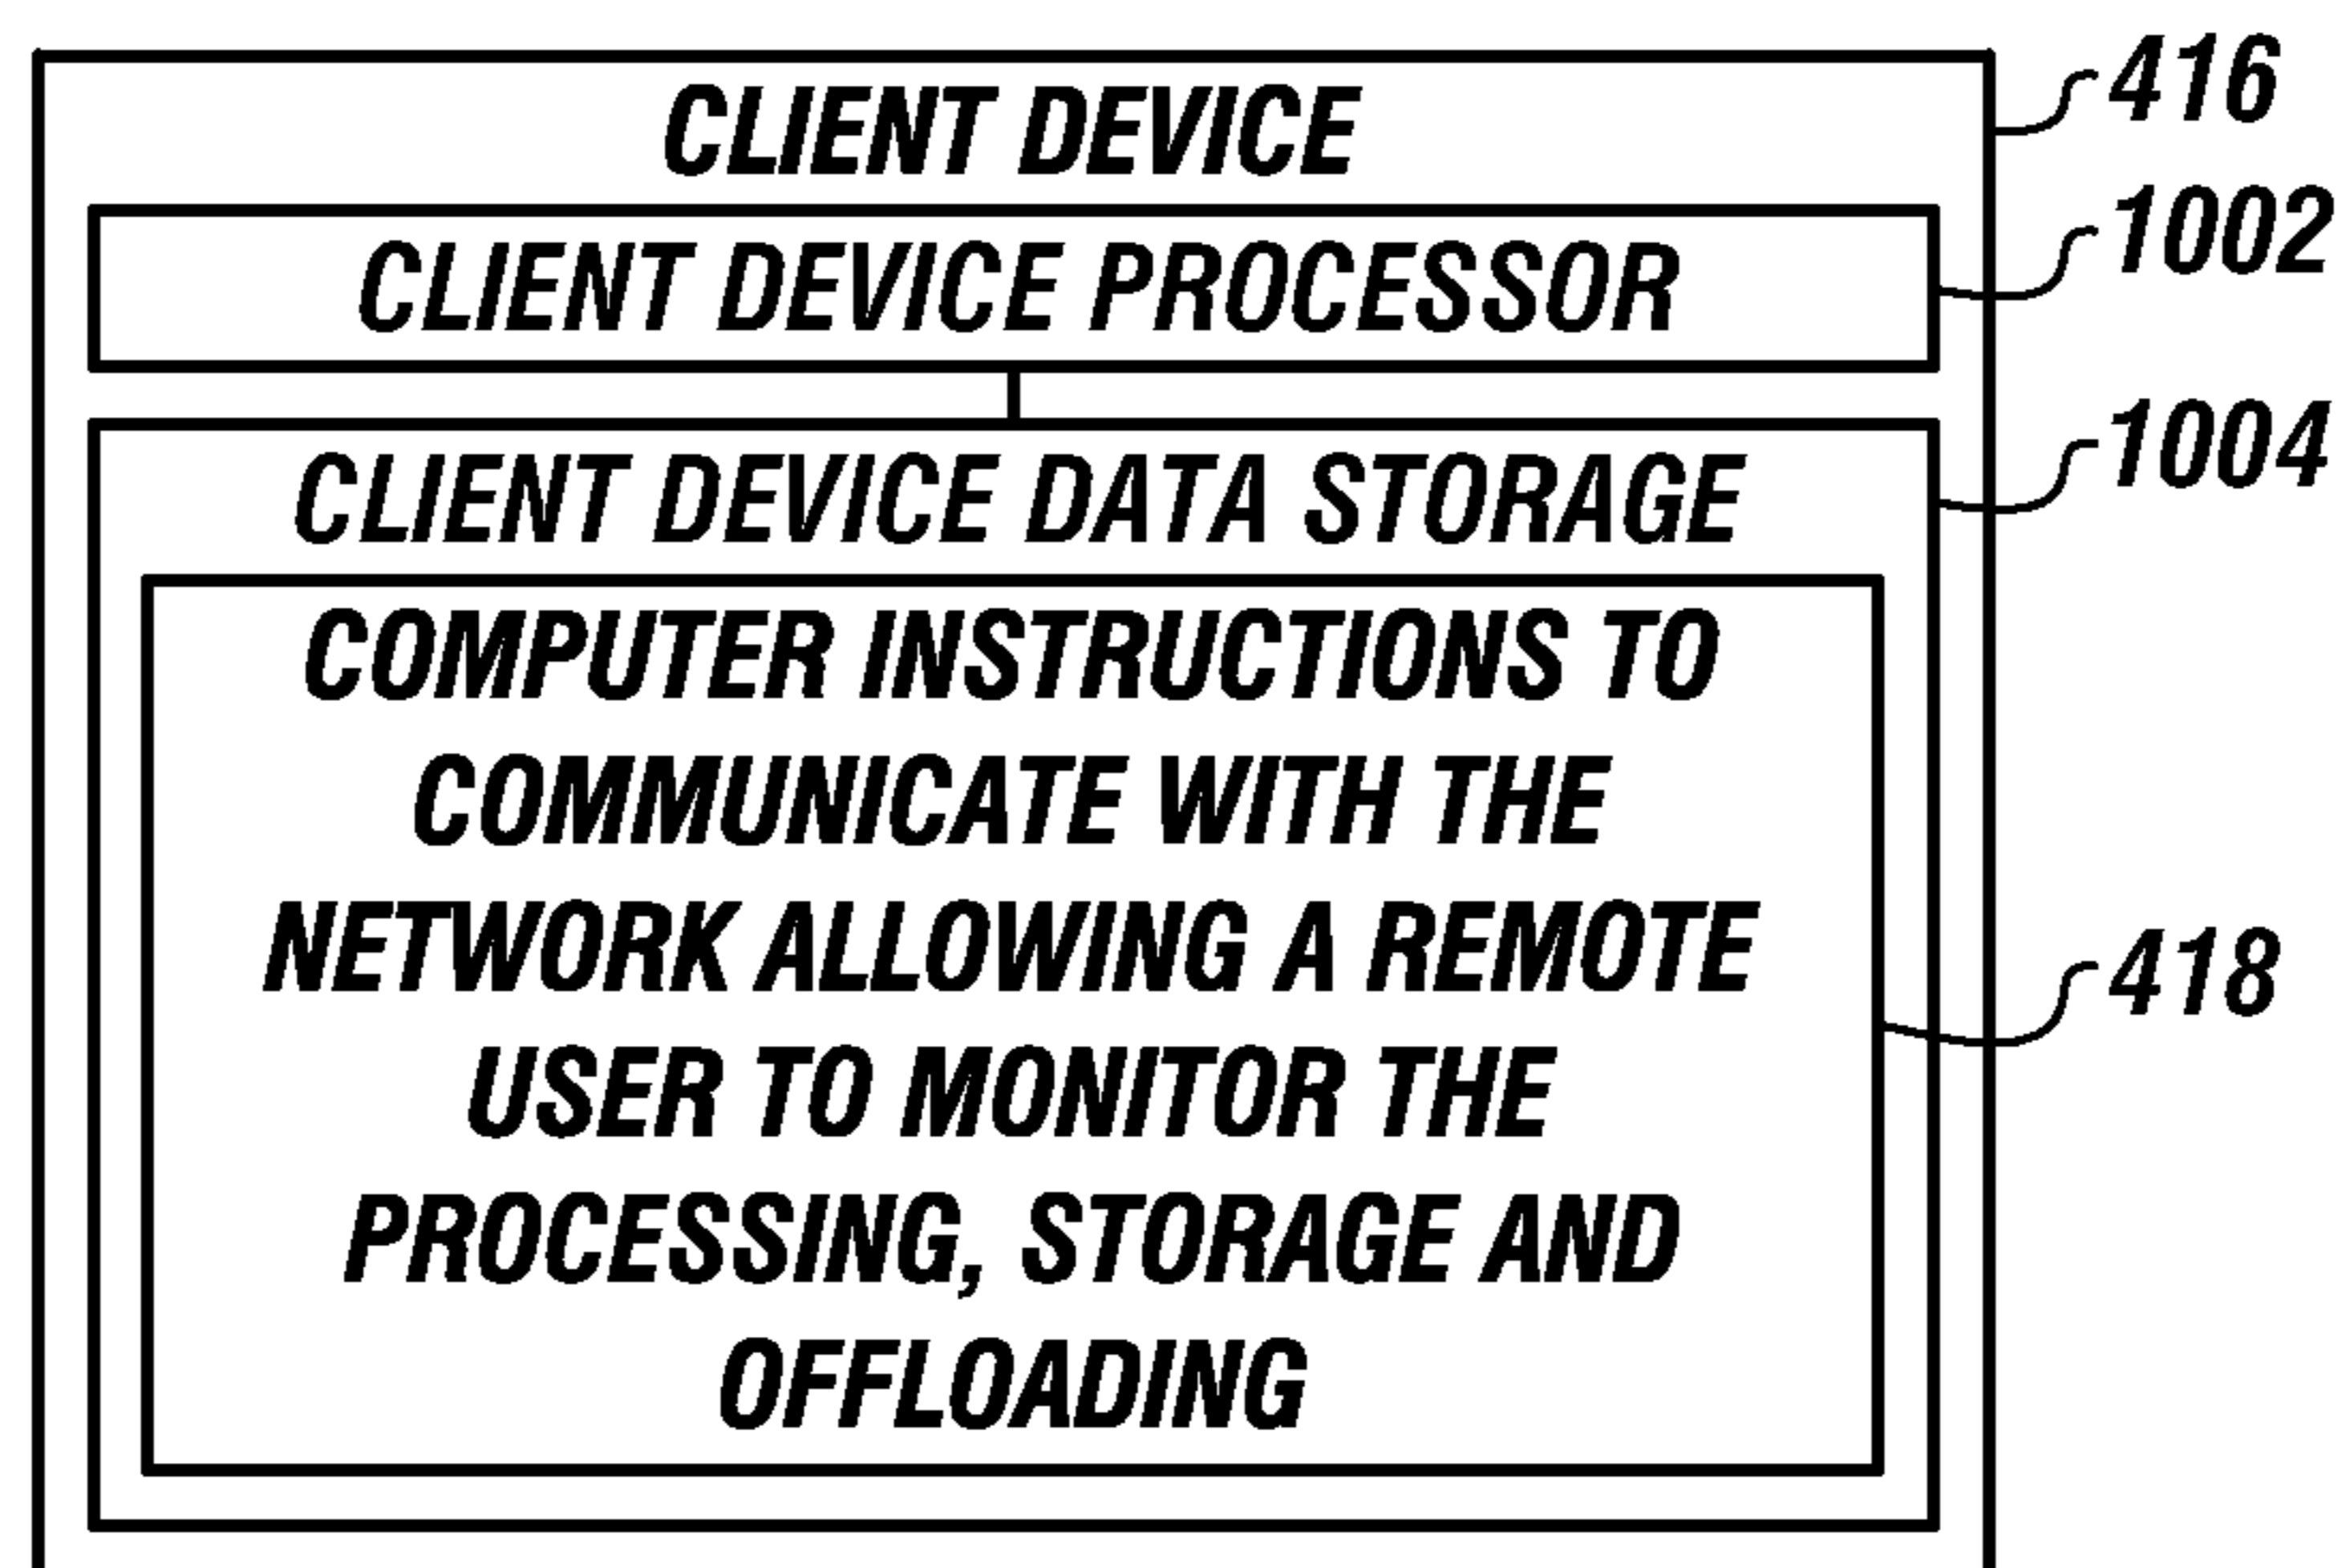 CLIENT DEVICE
416
CLIENT DEVICE PROCESSOR
1002
CLIENT DEVICE DATA STORAGE
1004
COMPUTER INSTRUCTIONS TO
COMMUNICATE WITH THE
NETWORK ALLOWING A REMOTE
418
USER TO MONITOR THE
PROCESSING, STORAGE AND
OFFLOADING